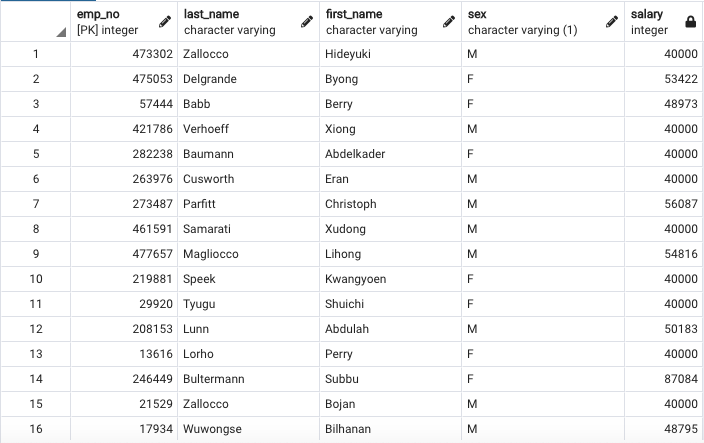 emp_no last_name first_name sex salary
[PK] integer character varying character varying character varying (1) integer
1 473302 Zallocco Hideyuki M 40000
2 475053 Delgrande Byong F 53422
3 57444 Babb Berry F 48973
4 421786 Verhoeff Xiong M 40000
5 282238 Baumann Abdelkader F 40000
6 263976 Cusworth Eran M 40000
7 273487 Parfitt Christoph M 56087
8 461591 Samarati Xudong M 40000
9 477657 Magliocco Lihong M 54816
10 219881 Speek Kwangyoen F 40000
11 29920 Tyugu Shuichi F 40000
12 208153 Lunn Abdulah M 50183
13 13616 Lorho Perry F 40000
14 246449 Bultermann Subbu F 87084
15 21529 Zallocco Bojan M 40000
16 17934 Wuwongse Bilhanan M 48795